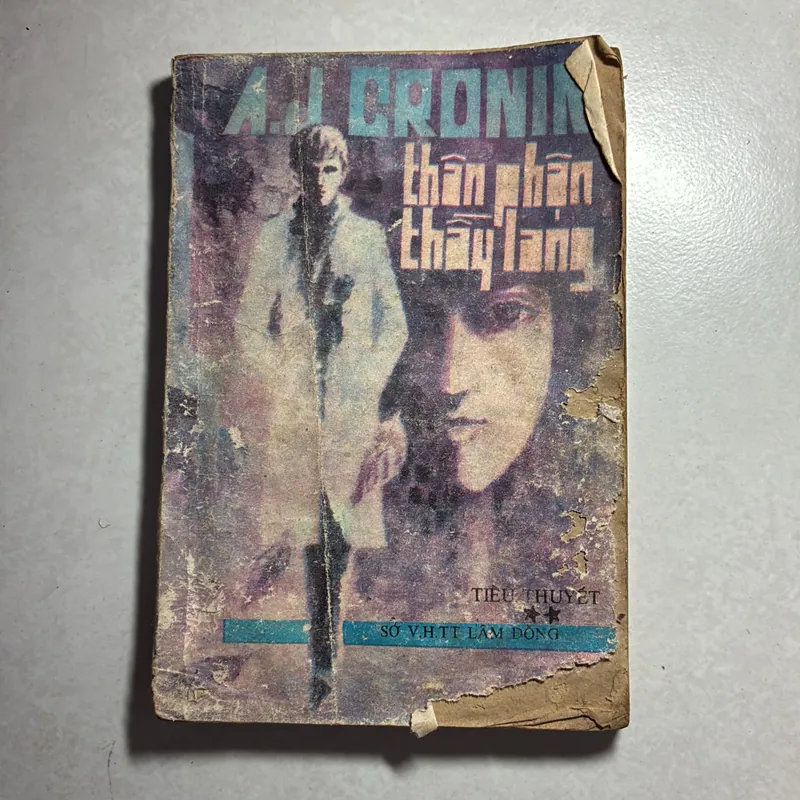 A.J CRONIN
thân phận
thầy lang
TIỂU THUYẾT
★★
SỞ V.H.TT LÂM ĐỒNG